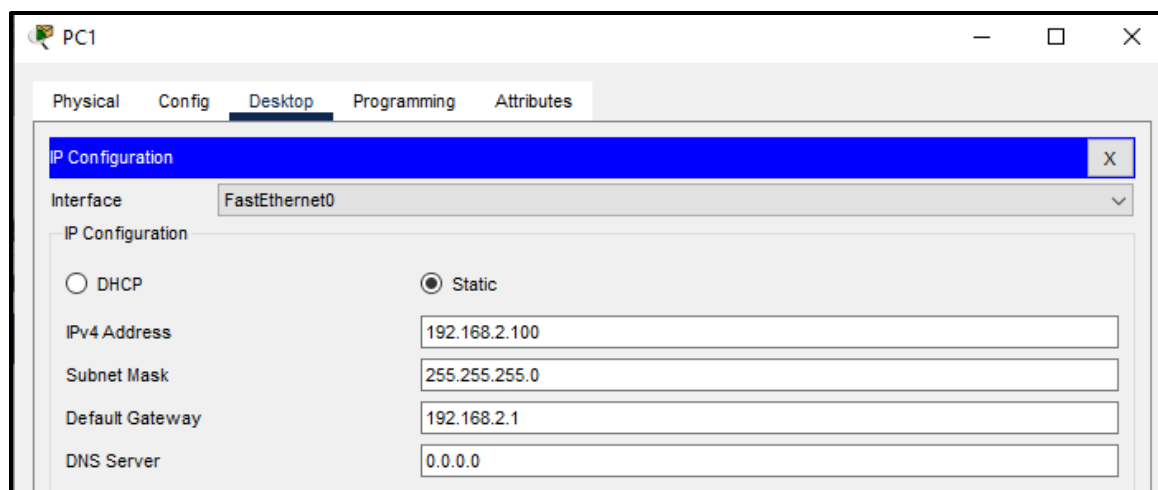 PC1
Physical Config Desktop Programming Attributes
IP Configuration X
Interface FastEthernet0
IP Configuration
DHCP Static
IPv4 Address 192.168.2.100
Subnet Mask 255.255.255.0
Default Gateway 192.168.2.1
DNS Server 0.0.0.0